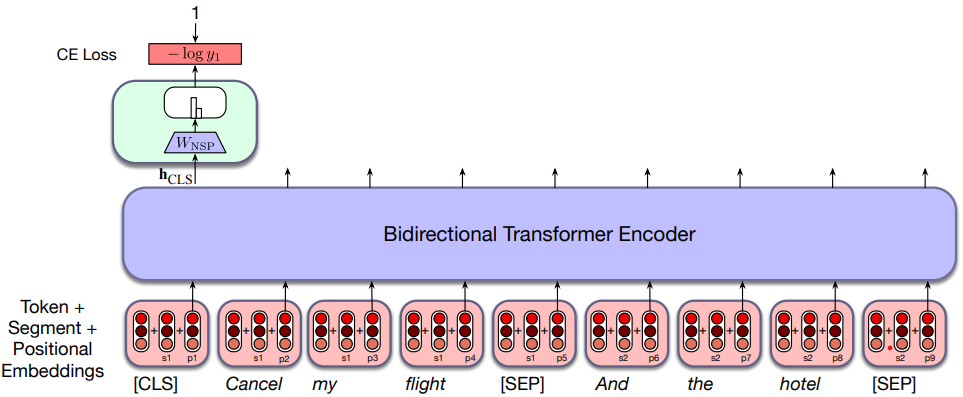 1
CE Loss
− log y₁
W_NSP
h_CLS
Bidirectional Transformer Encoder
Token +
Segment +
Positional
Embeddings
+ + + + + + + + + + + + + + + + + +
s1 p1 s1 p2 s1 p3 s1 p4 s1 p5 s2 p6 s2 p7 s2 p8 s2 p9
[CLS] Cancel my flight [SEP] And the hotel [SEP]